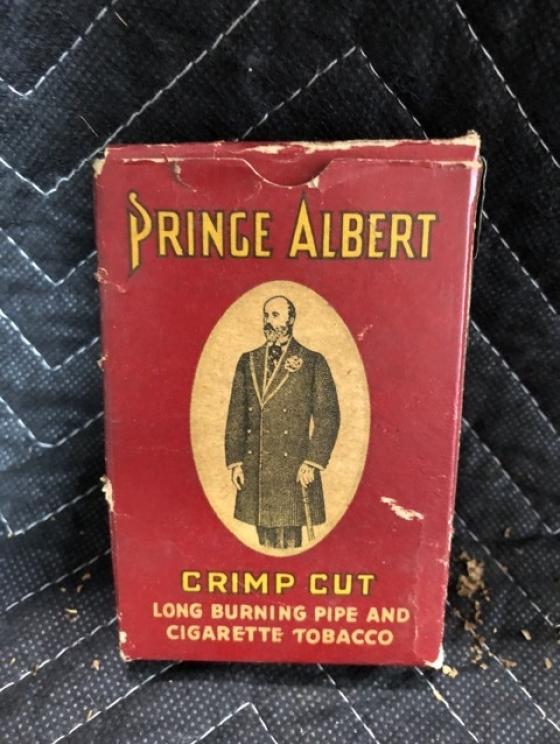 PRINCE ALBERT
CRIMP CUT
LONG BURNING PIPE AND
CIGARETTE TOBACCO